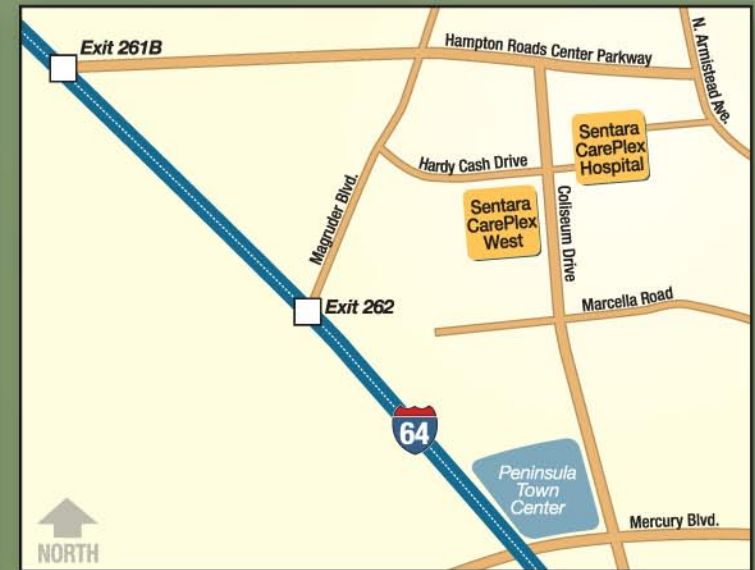 Exit 261B
Hampton Roads Center Parkway
N. Armistead Ave.
Sentara
CarePlex
Hospital
Hardy Cash Drive
Magruder Blvd.
Sentara
CarePlex
West
Coliseum Drive
Exit 262
Marcella Road
64
Peninsula
Town
Center
Mercury Blvd.
NORTH